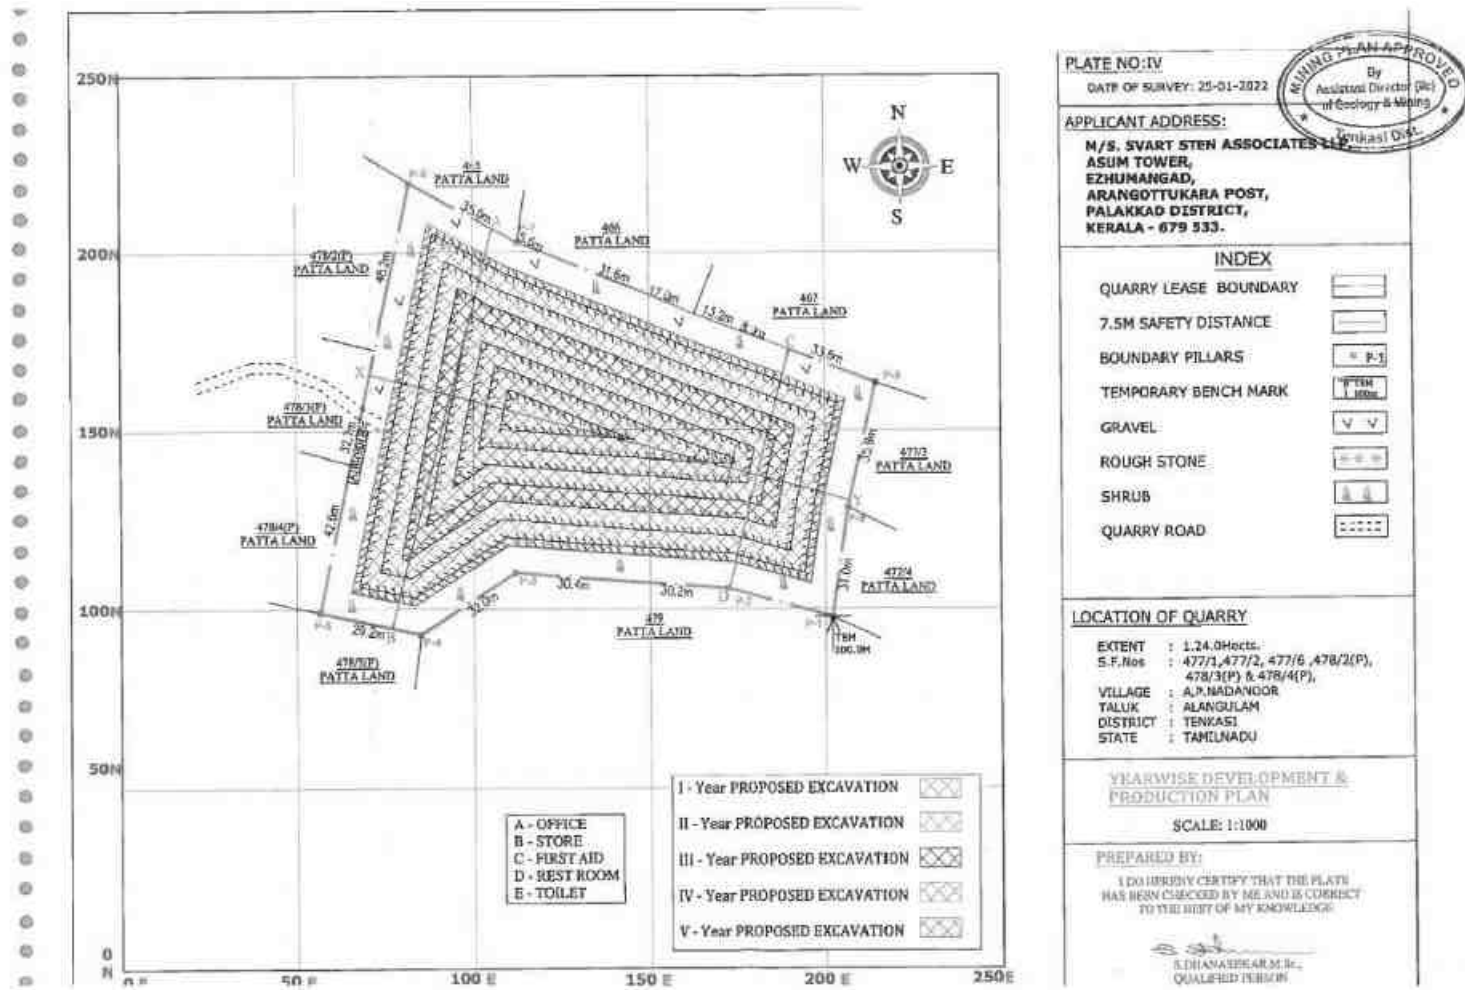 250N
200N
150N
100N
50N
0
N
50 E
100 E
150 E
200 E
250E
N
W
E
S
PATTA LAND
466
PATTA LAND
467
PATTA LAND
478/2(P)
PATTA LAND
PATTA LAND
478/4(P)
PATTA LAND
477/3
PATTA LAND
477/4
PATTA LAND
479
PATTA LAND
478/5(P)
PATTA LAND
31.6m
17.0m
13.2m
33.6m
35.8m
31.0m
30.2m
30.4m
32.0m
29.2m
42.6m
TBM
A - OFFICE
B - STORE
C - FIRST AID
D - REST ROOM
E - TOILET
I - Year PROPOSED EXCAVATION
II - Year PROPOSED EXCAVATION
III - Year PROPOSED EXCAVATION
IV - Year PROPOSED EXCAVATION
V - Year PROPOSED EXCAVATION
PLATE NO:IV
DATE OF SURVEY: 25-01-2022
MINING PLAN APPROVED
By
Assistant Director
of Geology & Mining
Tenkasi Dist.
APPLICANT ADDRESS:
M/S. SVART STEN ASSOCIATES LLP,
ASUM TOWER,
EZHUMANGAD,
ARANGOTTUKARA POST,
PALAKKAD DISTRICT,
KERALA - 679 533.
INDEX
QUARRY LEASE BOUNDARY
7.5M SAFETY DISTANCE
BOUNDARY PILLARS
P-1
TEMPORARY BENCH MARK
GRAVEL
ROUGH STONE
SHRUB
QUARRY ROAD
LOCATION OF QUARRY
EXTENT : 1.24.0Hects.
S.F.Nos : 477/1,477/2, 477/6 ,478/2(P),
478/3(P) & 478/4(P),
VILLAGE : A.P.NADANOOR
TALUK : ALANGULAM
DISTRICT : TENKASI
STATE : TAMILNADU
YEARWISE DEVELOPMENT &
PRODUCTION PLAN
SCALE: 1:1000
PREPARED BY:
I DO HEREBY CERTIFY THAT THE PLATE
HAS BEEN CHECKED BY ME AND IS CORRECT
TO THE BEST OF MY KNOWLEDGE
S.DHANASEKAR.M.Sc.,
QUALIFIED PERSON